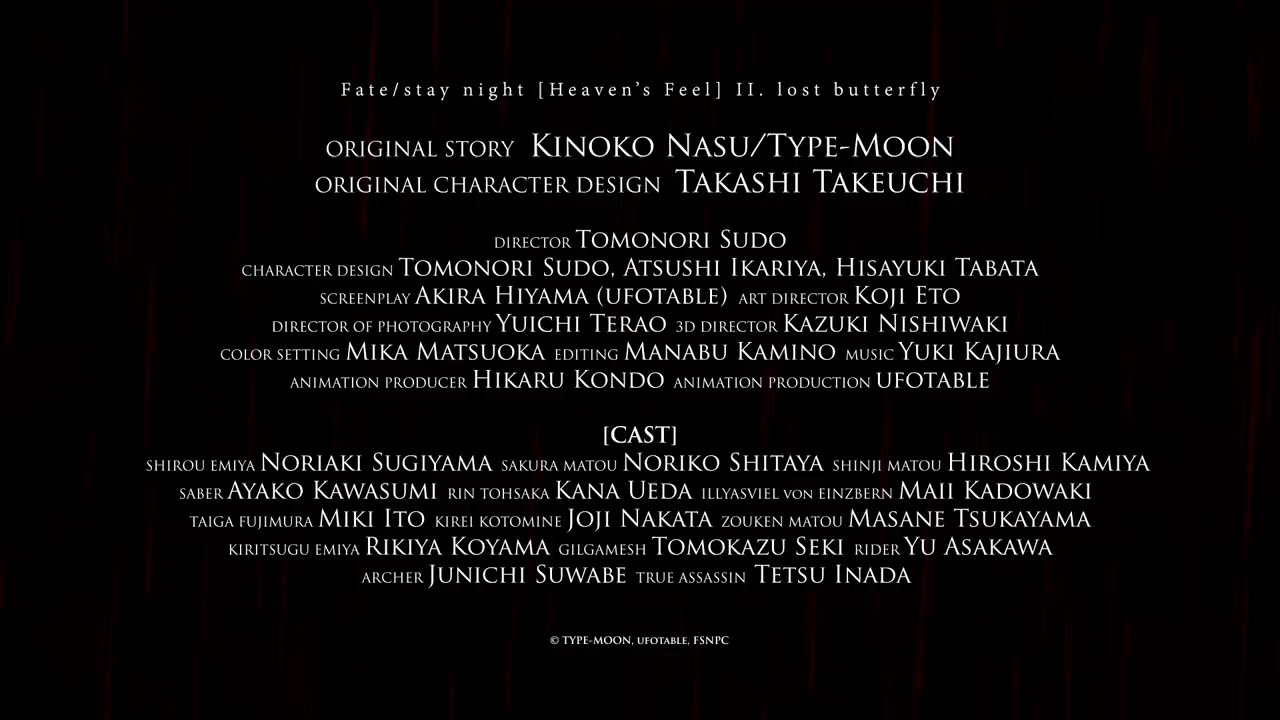 Fate/stay night [Heaven's Feel] II. lost butterfly
ORIGINAL STORY KINOKO NASU/TYPE-MOON
ORIGINAL CHARACTER DESIGN TAKASHI TAKEUCHI
DIRECTOR TOMONORI SUDO
CHARACTER DESIGN TOMONORI SUDO, ATSUSHI IKARIYA, HISAYUKI TABATA
SCREENPLAY AKIRA HIYAMA (UFOTABLE) ART DIRECTOR KOJI ETO
DIRECTOR OF PHOTOGRAPHY YUICHI TERAO 3D DIRECTOR KAZUKI NISHIWAKI
COLOR SETTING MIKA MATSUOKA EDITING MANABU KAMINO MUSIC YUKI KAJIURA
ANIMATION PRODUCER HIKARU KONDO ANIMATION PRODUCTION UFOTABLE
[CAST]
SHIROU EMIYA NORIAKI SUGIYAMA SAKURA MATOU NORIKO SHITAYA SHINJI MATOU HIROSHI KAMIYA
SABER AYAKO KAWASUMI RIN TOHSAKA KANA UEDA ILLYASVIEL VON EINZBERN MAII KADOWAKI
TAIGA FUJIMURA MIKI ITO KIREI KOTOMINE JOJI NAKATA ZOUKEN MATOU MASANE TSUKAYAMA
KIRITSUGU EMIYA RIKIYA KOYAMA GILGAMESH TOMOKAZU SEKI RIDER YU ASAKAWA
ARCHER JUNICHI SUWABE TRUE ASSASSIN TETSU INADA
© TYPE-MOON, UFOTABLE, FSNPC